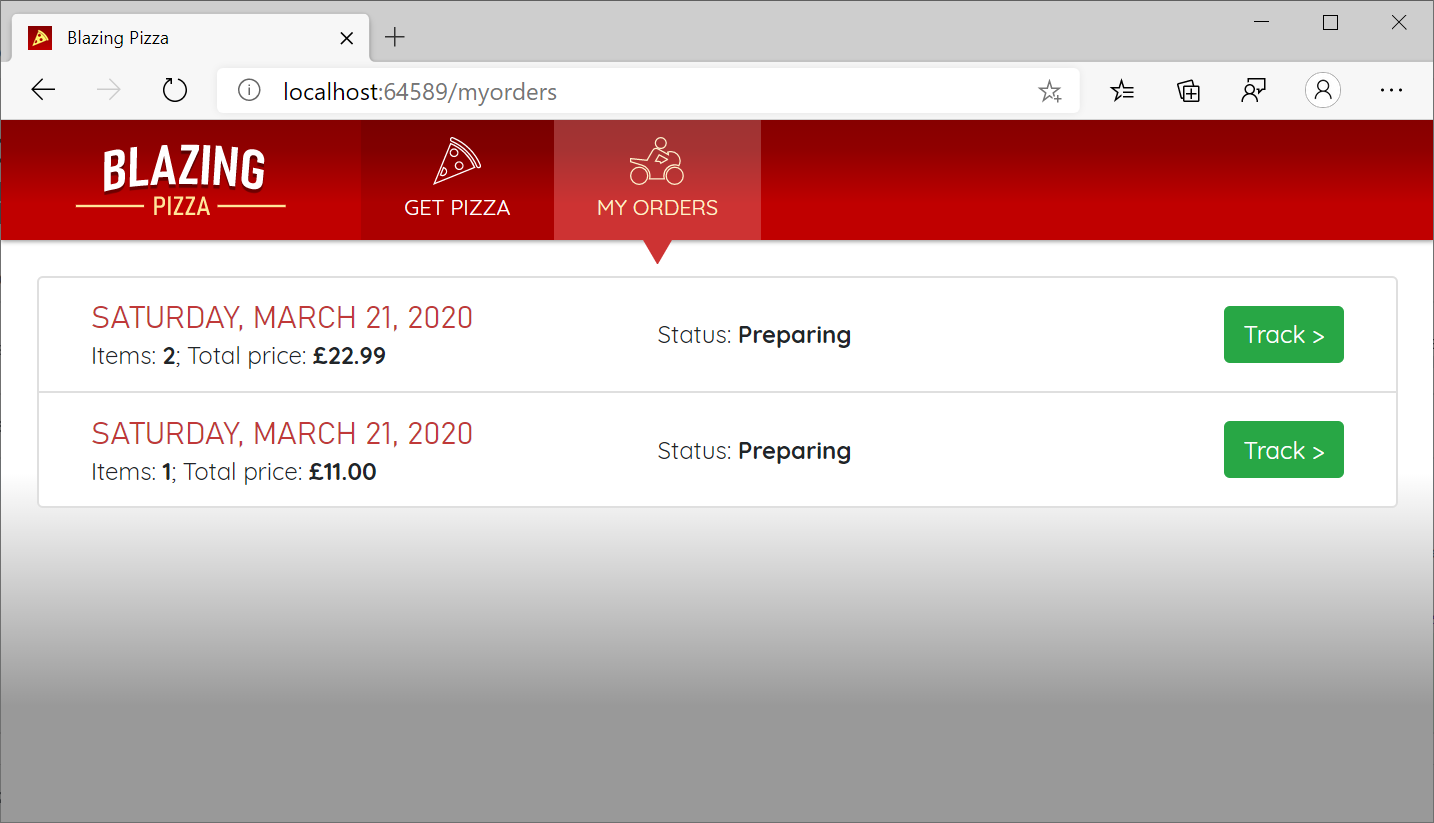 Blazing Pizza
localhost:64589/myorders
BLAZING
PIZZA
GET PIZZA
MY ORDERS
SATURDAY, MARCH 21, 2020
Items: 2; Total price: £22.99
Status: Preparing
Track >
SATURDAY, MARCH 21, 2020
Items: 1; Total price: £11.00
Status: Preparing
Track >